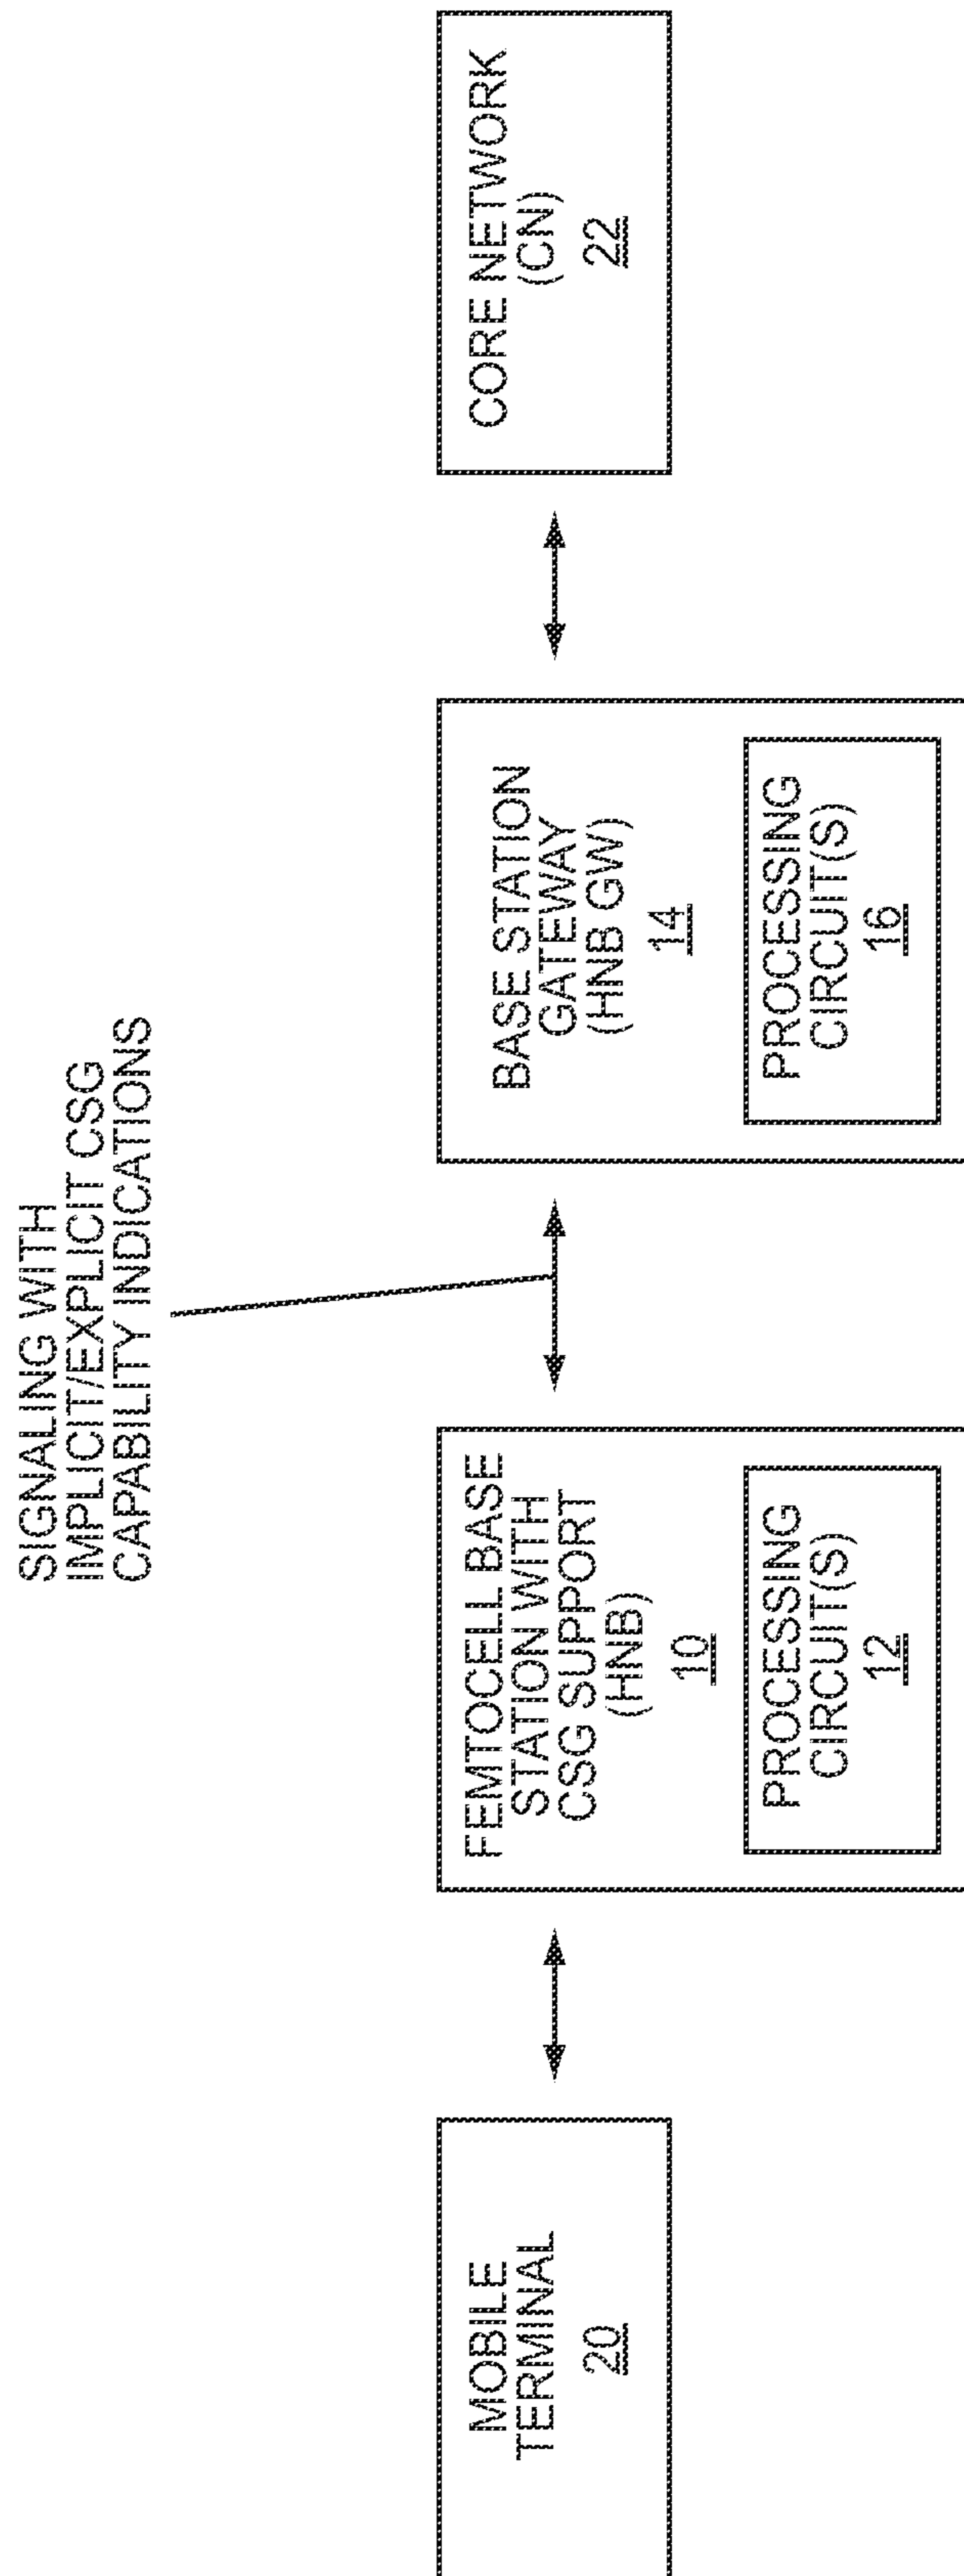 SIGNALING WITH
IMPLICIT/EXPLICIT CSG
CAPABILITY INDICATIONS
MOBILE
TERMINAL
20
FEMTOCELL BASE
STATION WITH
CSG SUPPORT
(HNB)
10
PROCESSING
CIRCUIT(S)
12
BASE STATION
GATEWAY
(HNB GW)
14
PROCESSING
CIRCUIT(S)
16
CORE NETWORK
(CN)
22